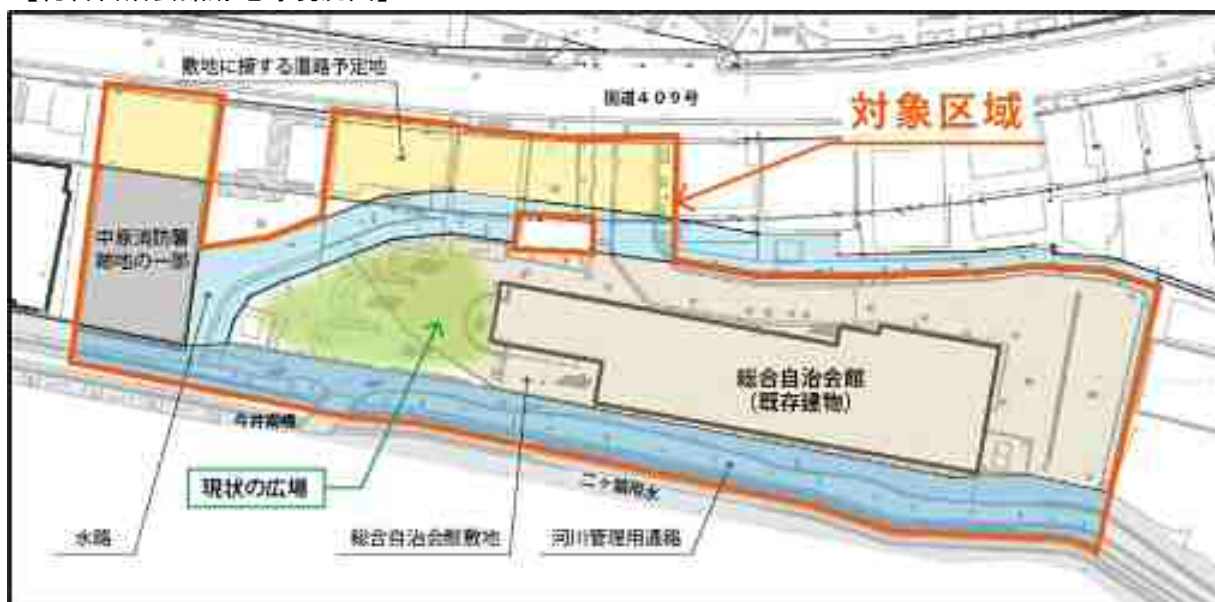 敷地に接する道路予定地
国道409号
対象区域
中原消防署
跡地の一部
総合自治会館
(既存建物)
今井南橋
現状の広場
二ヶ領用水
水路
総合自治会館敷地
河川管理用通路